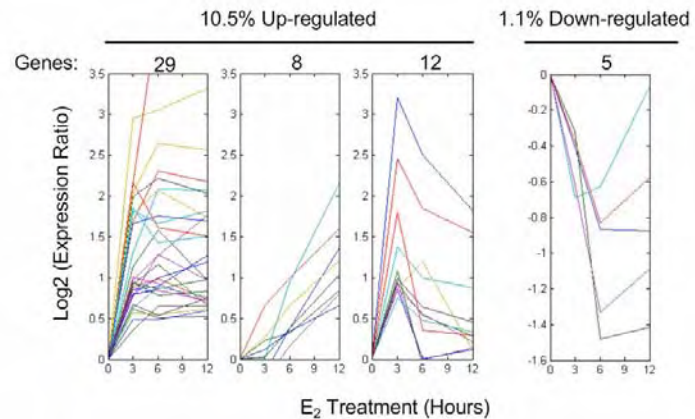 10.5% Up-regulated
1.1% Down-regulated
Genes: 29 8 12 5
Log2 (Expression Ratio)
3.5 3.5 3.5 0
3 3 3 -0.2
2.5 2.5 2.5 -0.4
2 2 2 -0.6
-0.8
1.5 1.5 1.5 -1
1 1 1 -1.2
0.5 0.5 0.5 -1.4
0 0 0 -1.6
0 3 6 9 12 0 3 6 9 12 0 3 6 9 12 0 3 6 9 12
E₂ Treatment (Hours)